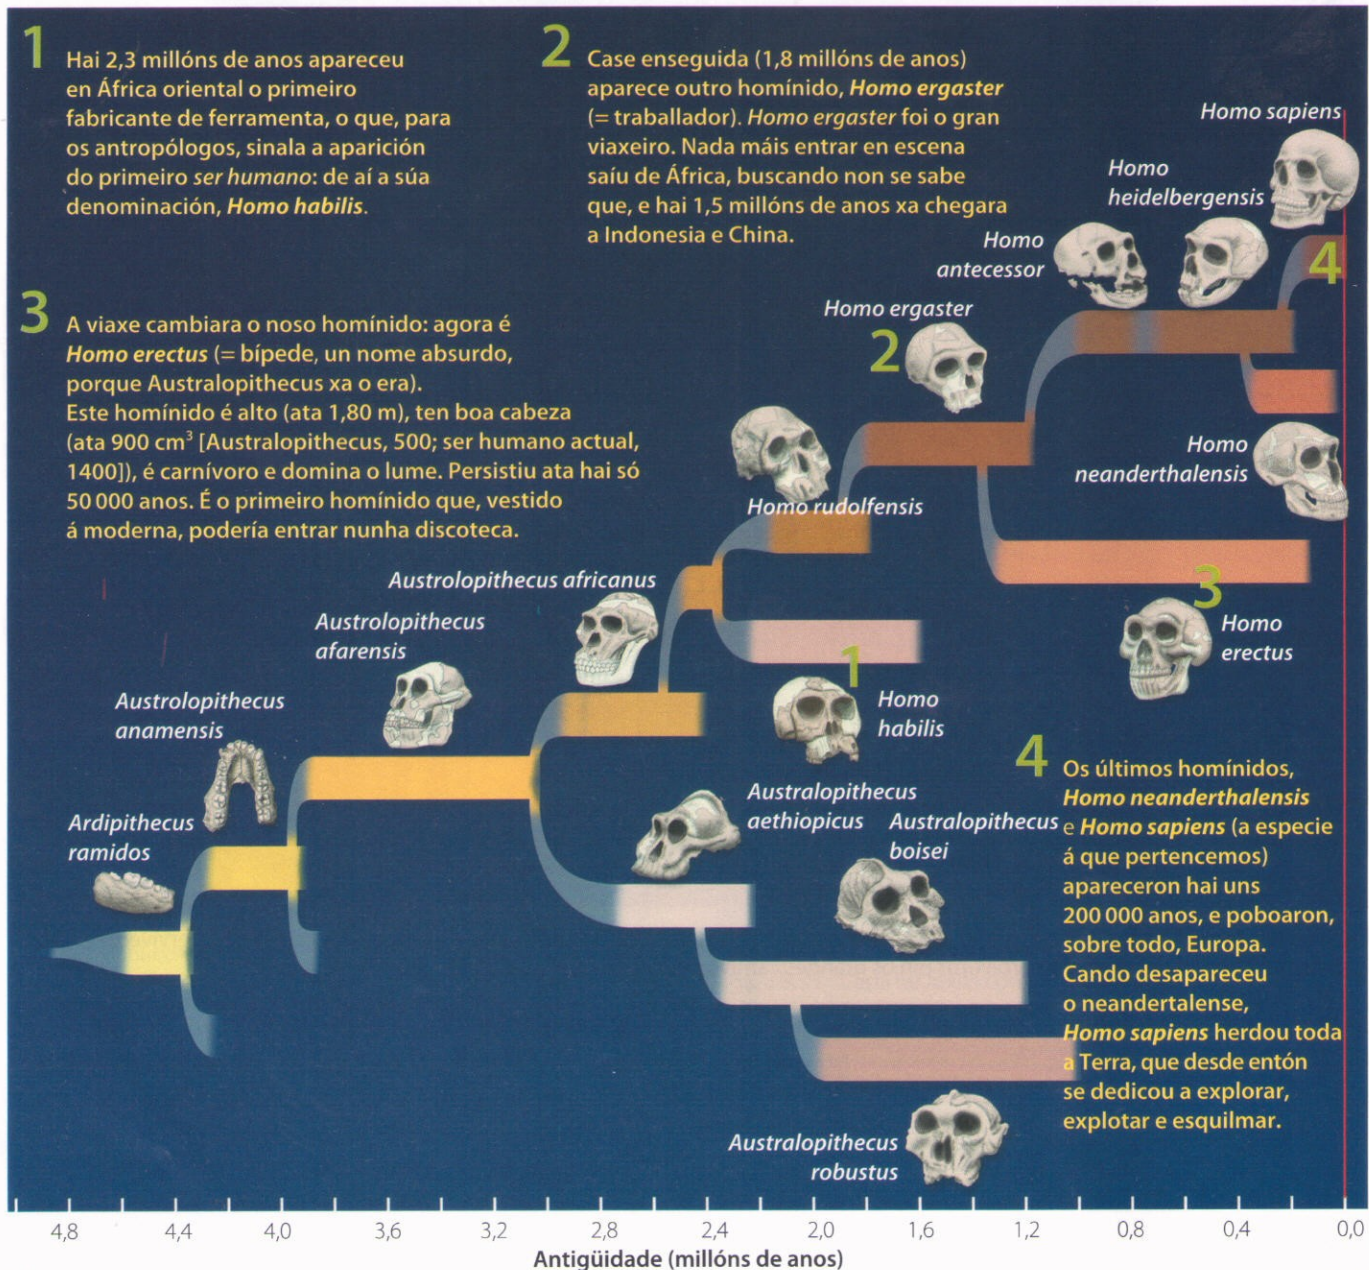 1
Hai 2,3 millóns de anos apareceu
en África oriental o primeiro
fabricante de ferramenta, o que, para
os antropólogos, sinala a aparición
do primeiro ser humano: de aí a súa
denominación, Homo habilis.
2
Case enseguida (1,8 millóns de anos)
aparece outro homínido, Homo ergaster
(= traballador). Homo ergaster foi o gran
viaxeiro. Nada máis entrar en escena
saíu de África, buscando non se sabe
que, e hai 1,5 millóns de anos xa chegara
a Indonesia e China.
3
A viaxe cambiara o noso homínido: agora é
Homo erectus (= bípede, un nome absurdo,
porque Australopithecus xa o era).
Este homínido é alto (ata 1,80 m), ten boa cabeza
(ata 900 cm³ [Australopithecus, 500; ser humano actual,
1400]), é carnívoro e domina o lume. Persistiu ata hai só
50 000 anos. É o primeiro homínido que, vestido
á moderna, podería entrar nunha discoteca.
Homo sapiens
Homo
heidelbergensis
4
Homo
antecessor
Homo ergaster
2
Homo
neanderthalensis
Homo rudolfensis
3
Homo
erectus
Austrolopithecus africanus
Austrolopithecus
afarensis
1
Homo
habilis
Austrolopithecus
anamensis
Ardipithecus
ramidos
Australopithecus
aethiopicus
Australopithecus
boisei
Australopithecus
robustus
4
Os últimos homínidos,
Homo neanderthalensis
e Homo sapiens (a especie
á que pertencemos)
apareceron hai uns
200 000 anos, e poboaron,
sobre todo, Europa.
Cando desapareceu
o neandertalense,
Homo sapiens herdou toda
a Terra, que desde entón
se dedicou a explorar,
explotar e esquilmar.
4,8 4,4 4,0 3,6 3,2 2,8 2,4 2,0 1,6 1,2 0,8 0,4 0,0
Antigüidade (millóns de anos)